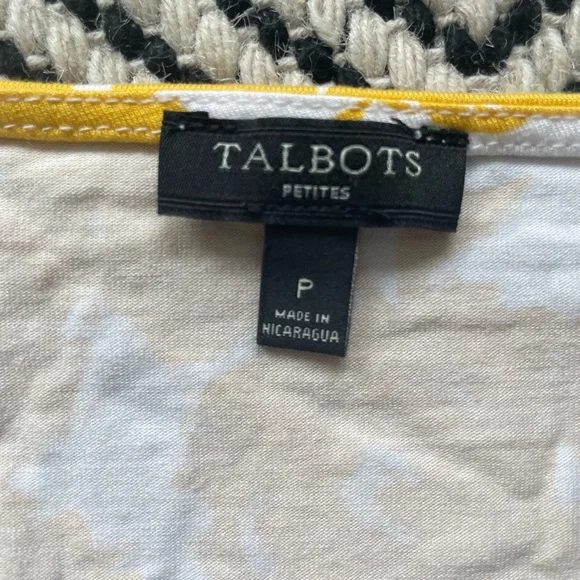 TALBOTS
PETITES
P
MADE IN
NICARAGUA